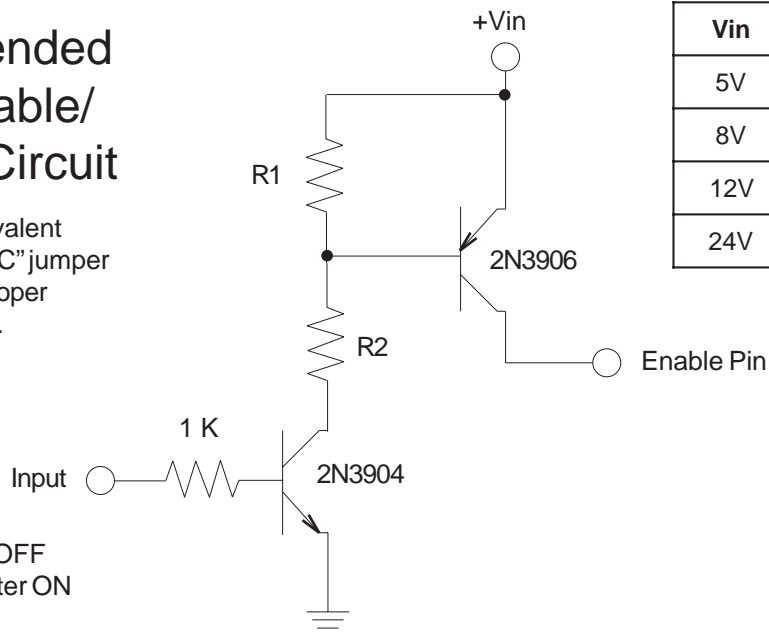 ended
able/
Circuit
valent
C" jumper
oper
+Vin
R1
2N3906
R2
Enable Pin
1 K
Input
2N3904
OFF
ter ON
Vin
5V
8V
12V
24V